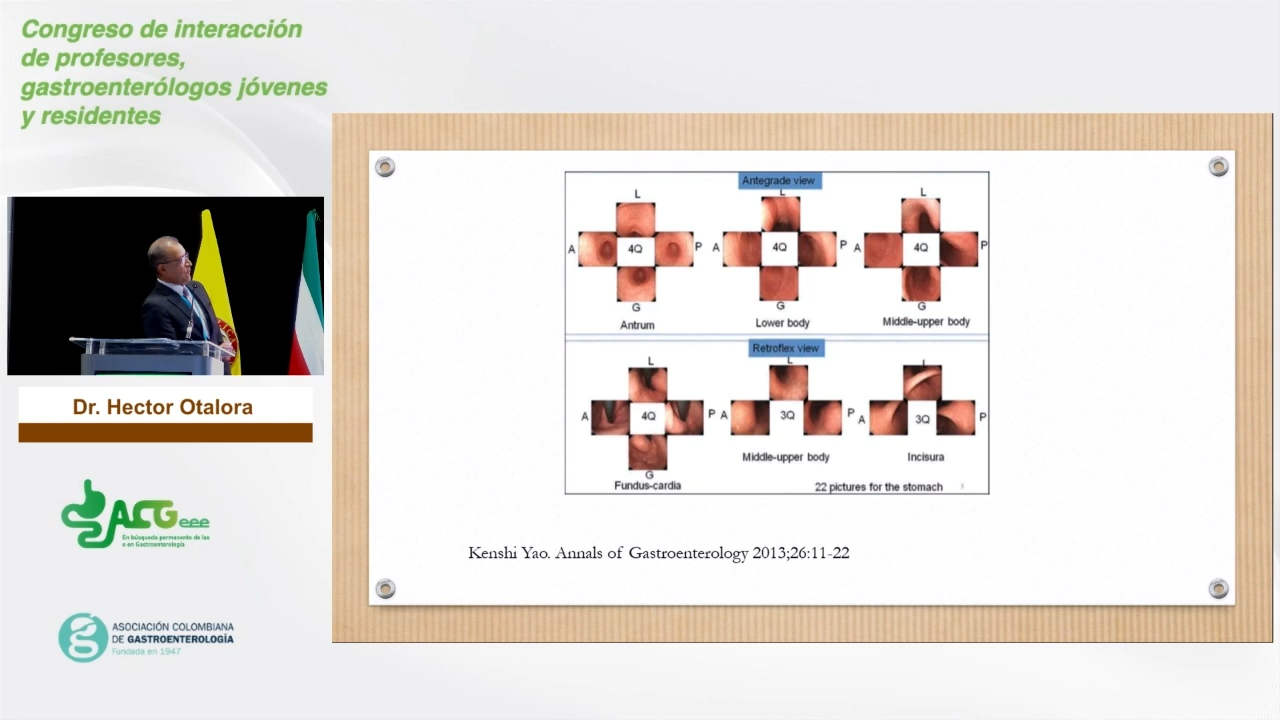 Congreso de interacción
de profesores,
gastroenterólogos jóvenes
y residentes
Dr. Hector Otalora
ACGeee
En búsqueda permanente de la
e en Gastroenterología
ASOCIACIÓN COLOMBIANA
DE GASTROENTEROLOGÍA
Fundada en 1947
Antegrade view
L L L
A 4Q P A 4Q P A 4Q P
G G G
Antrum Lower body Middle-upper body
Retroflex view
L L L
A 4Q P A 3Q P A 3Q P
G
Fundus-cardia Middle-upper body Incisura
22 pictures for the stomach
Kenshi Yao. Annals of Gastroenterology 2013;26:11-22